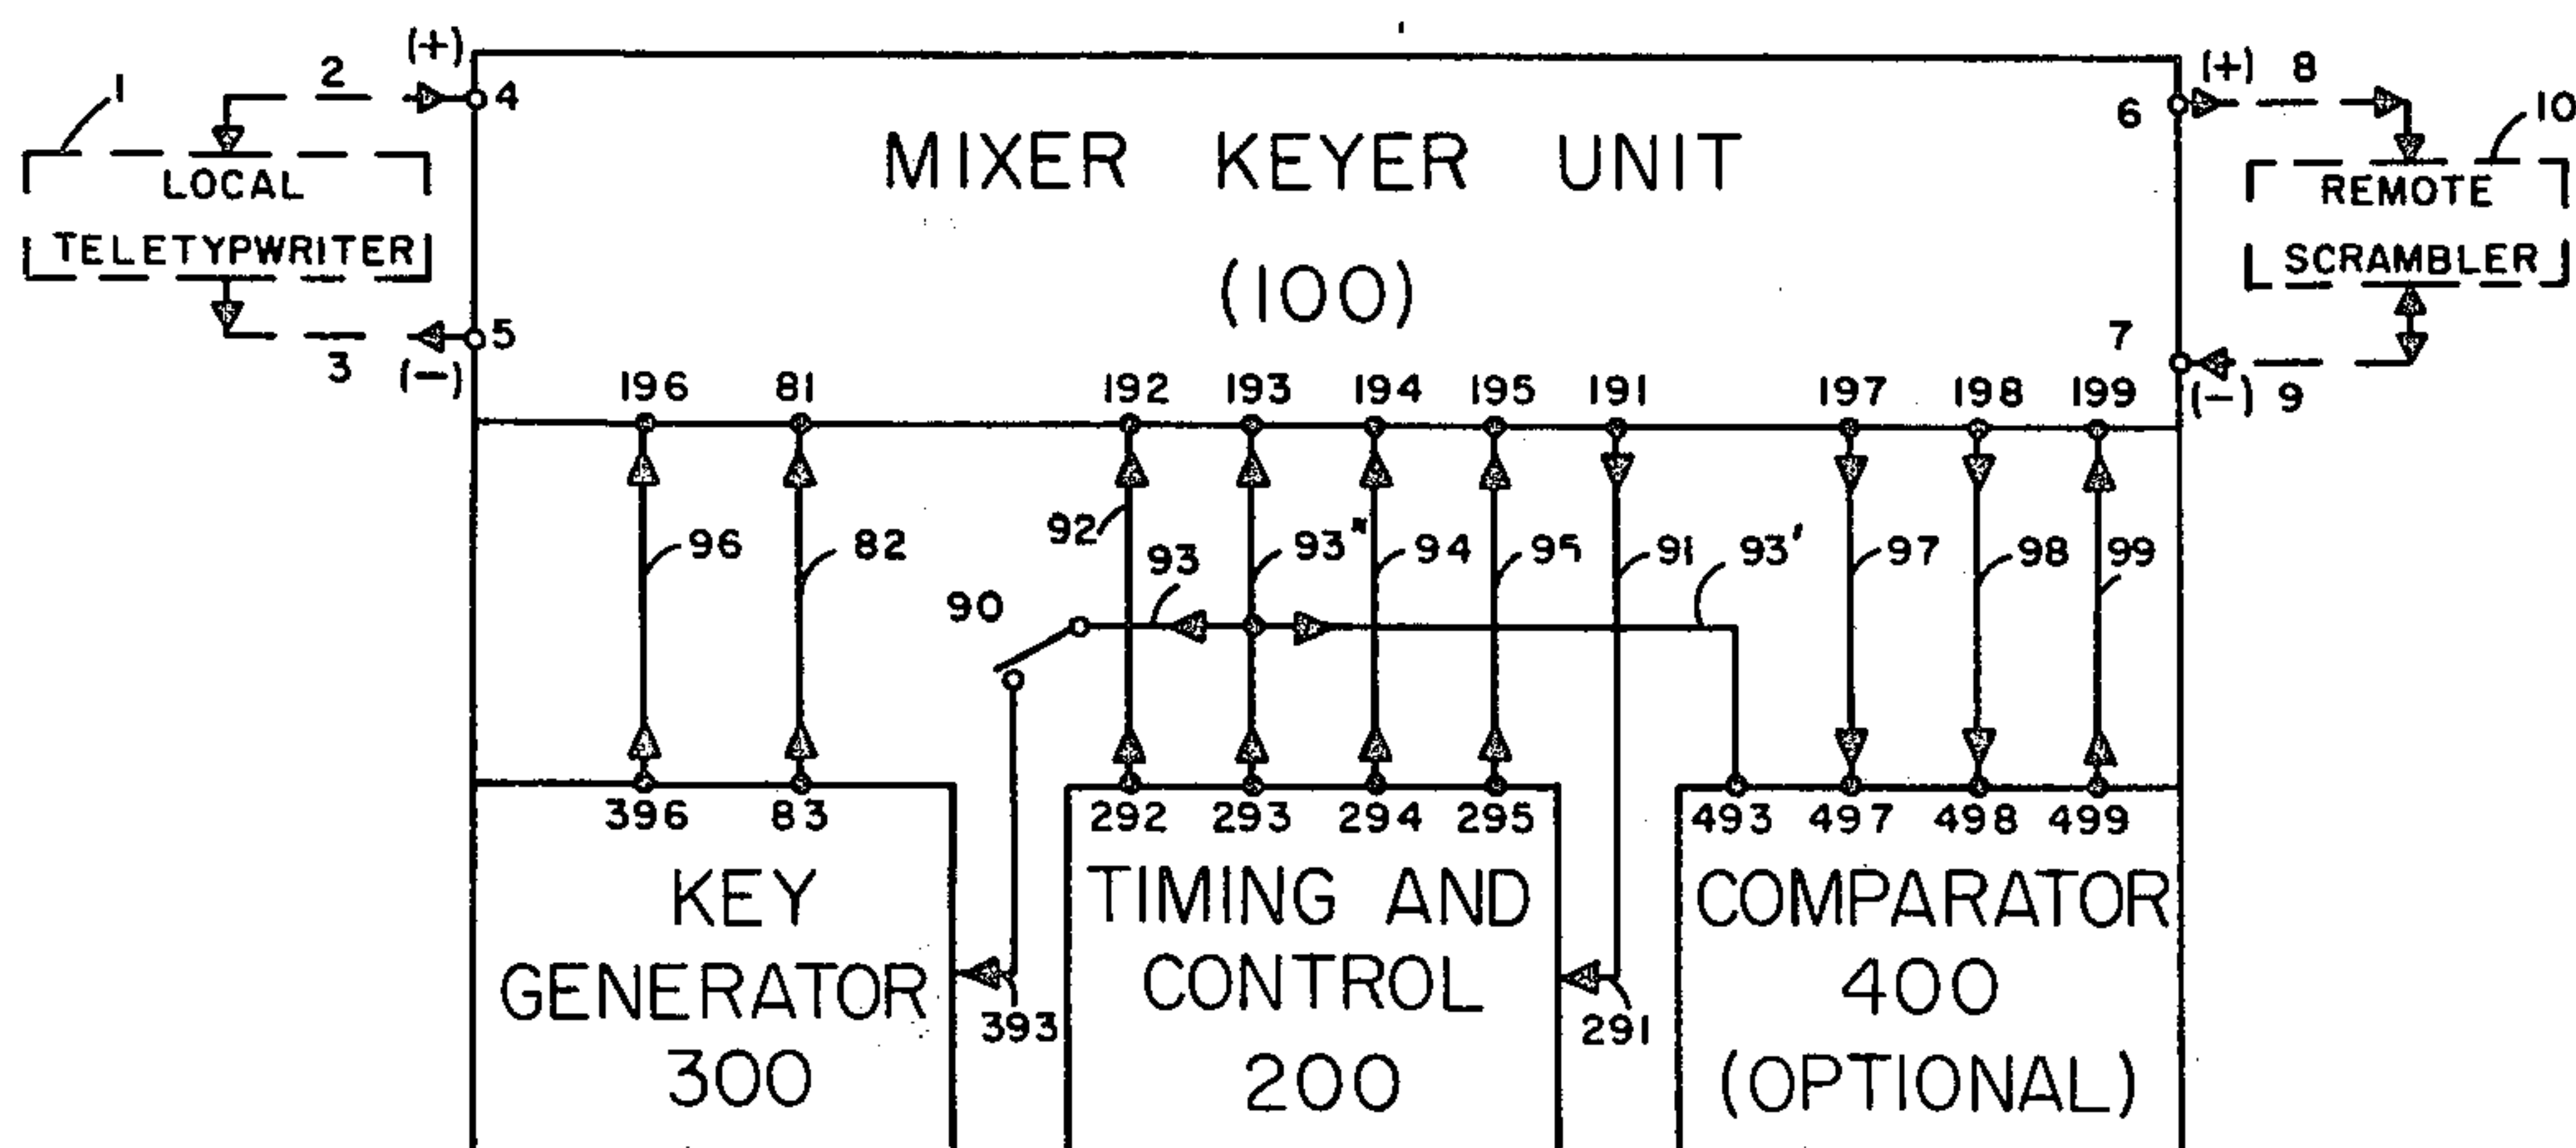 (+)
2
1
4
LOCAL
TELETYPWRITER
5
3
(-)
MIXER KEYER UNIT
(100)
(+) 8
6
10
REMOTE
SCRAMBLER
7
(-) 9
196 81 192 193 194 195 191 197 198 199
96 82 92 93 93" 94 95 91 93' 97 98 99
90
396 83 292 293 294 295 493 497 498 499
KEY
GENERATOR
300
393
TIMING AND
CONTROL
200
291
COMPARATOR
400
(OPTIONAL)